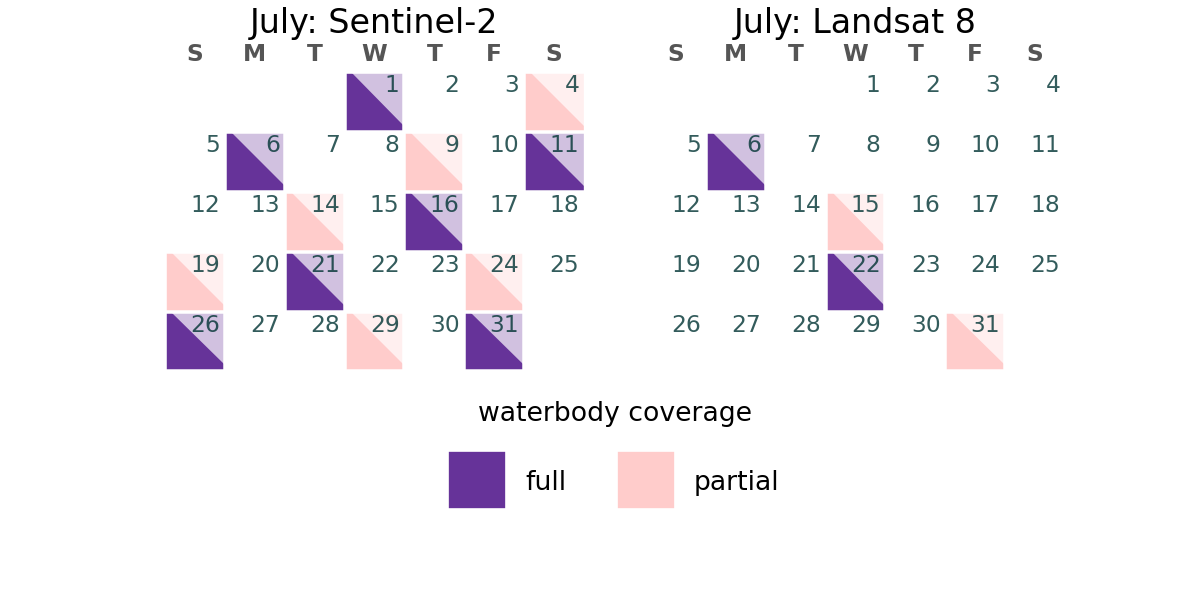 July: Sentinel-2
S M T W T F S
1 2 3 4
5 6 7 8 9 10 11
12 13 14 15 16 17 18
19 20 21 22 23 24 25
26 27 28 29 30 31
July: Landsat 8
S M T W T F S
1 2 3 4
5 6 7 8 9 10 11
12 13 14 15 16 17 18
19 20 21 22 23 24 25
26 27 28 29 30 31
waterbody coverage
full
partial